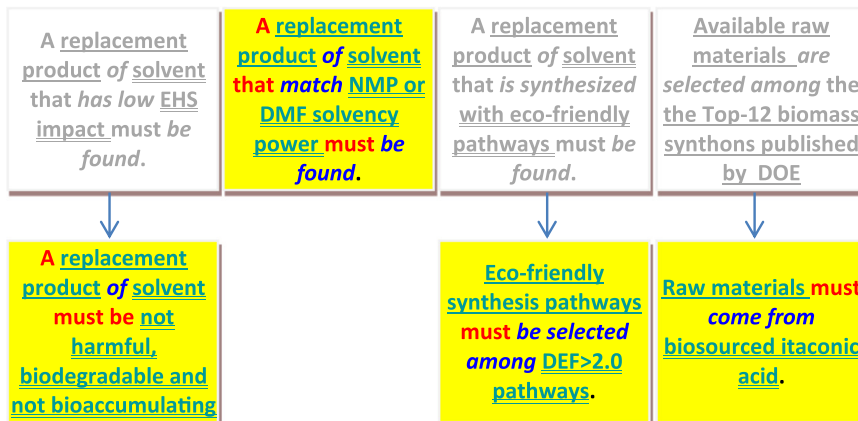 A replacement
product of solvent
that has low EHS
impact must be
found.
A replacement
product of solvent
that match NMP or
DMF solvency
power must be
found.
A replacement
product of solvent
that is synthesized
with eco-friendly
pathways must be
found.
Available raw
materials are
selected among the
the Top-12 biomass
synthons published
by DOE
A replacement
product of solvent
must be not
harmful,
biodegradable and
not bioaccumulating
Eco-friendly
synthesis pathways
must be selected
among DEF>2.0
pathways.
Raw materials must
come from
biosourced itaconic
acid.